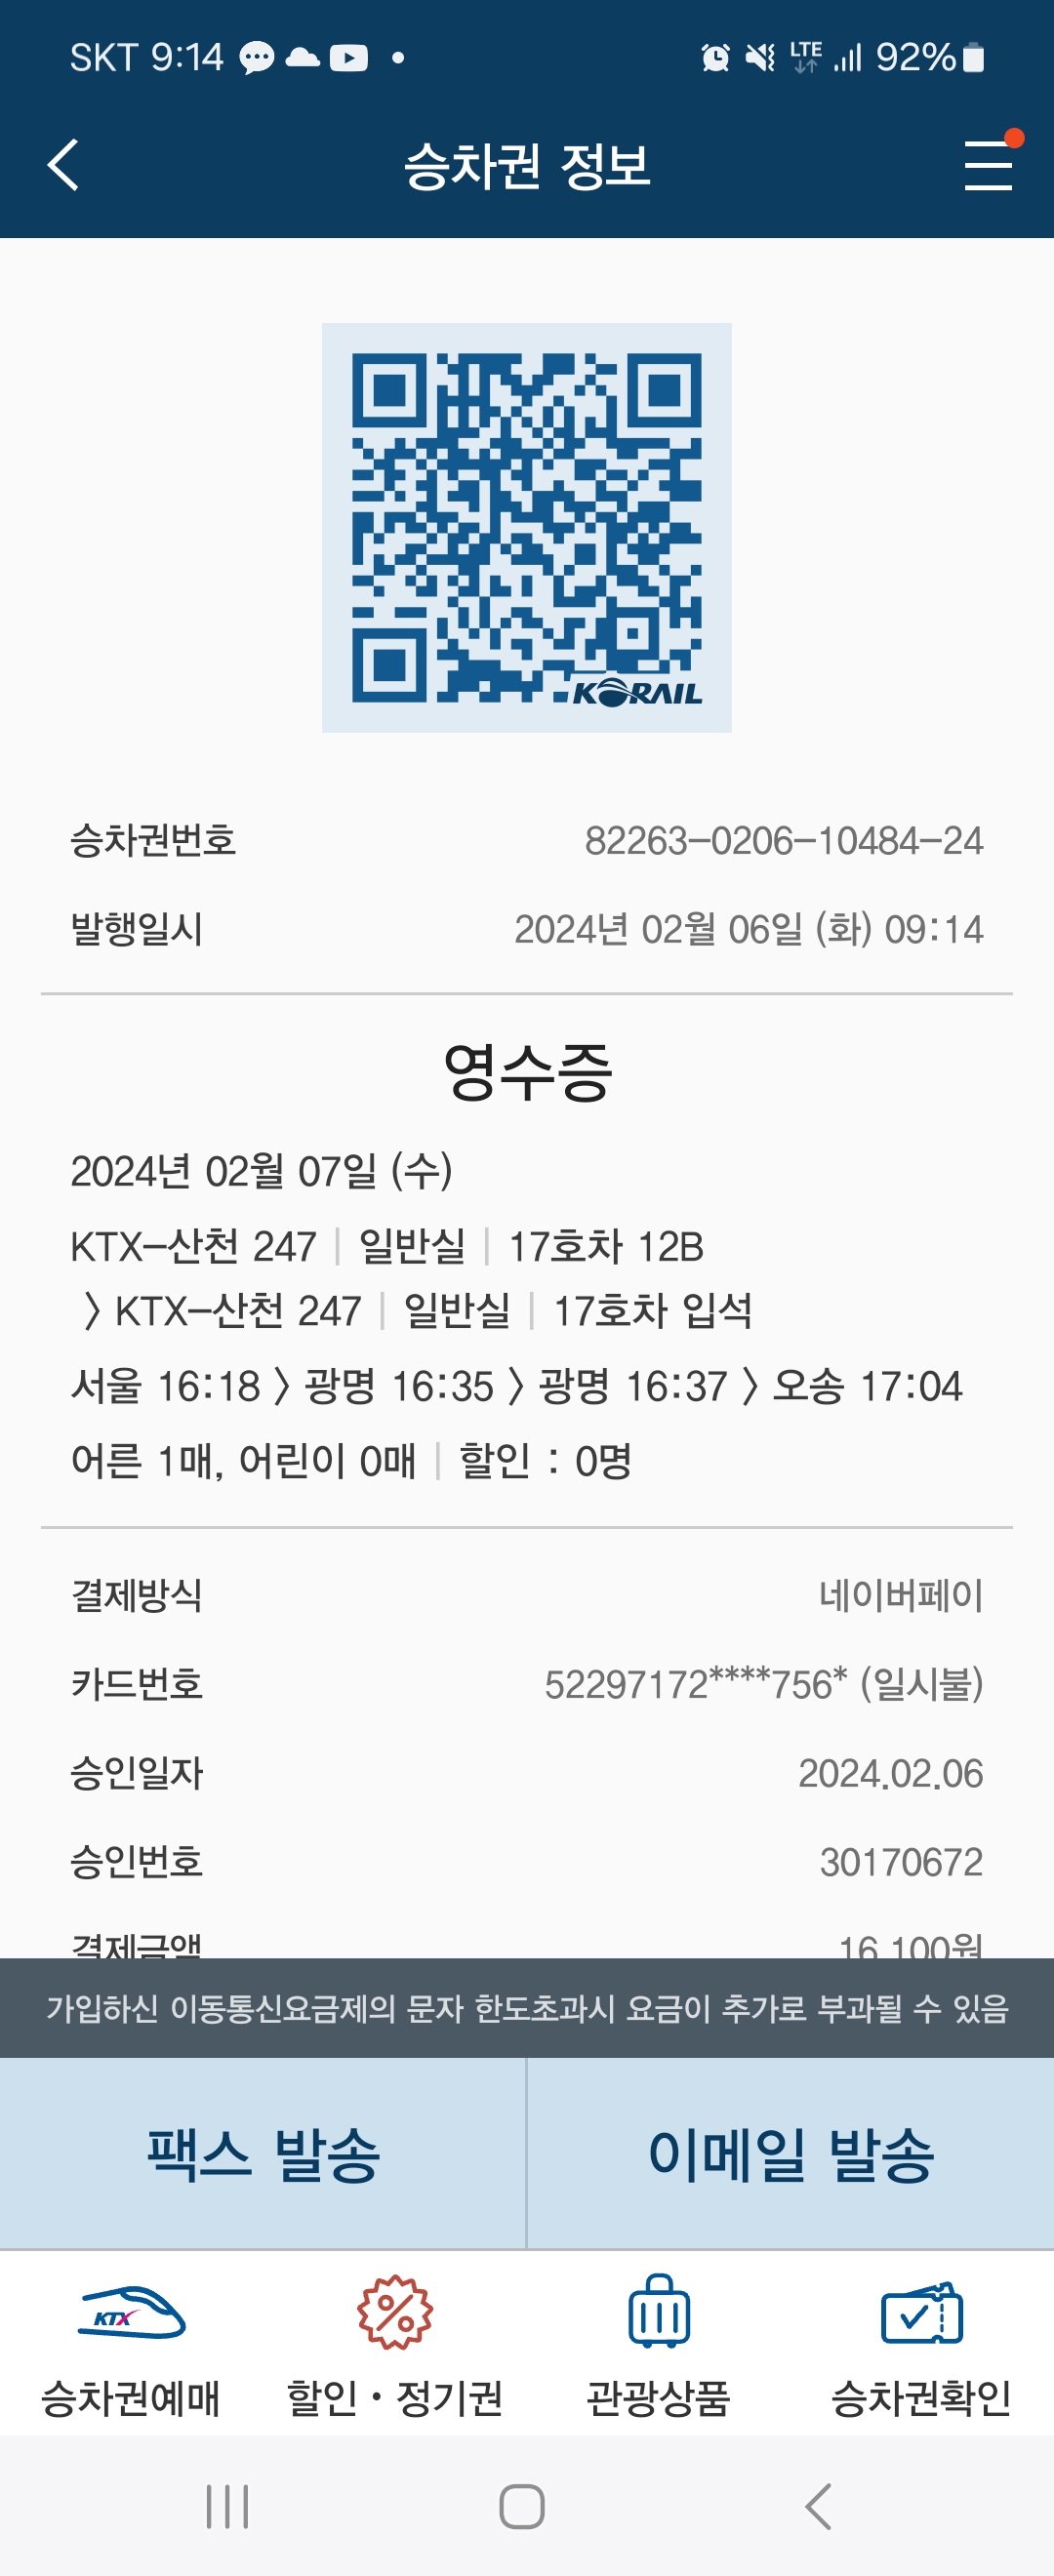 SKT 9:14
LTE
92%
승차권 정보
KORAIL
승차권번호 82263-0206-10484-24
발행일시 2024년 02월 06일 (화) 09:14
영수증
2024년 02월 07일 (수)
KTX-산천 247 | 일반실 | 17호차 12B
> KTX-산천 247 | 일반실 | 17호차 입석
서울 16:18 > 광명 16:35 > 광명 16:37 > 오송 17:04
어른 1매, 어린이 0매 | 할인 : 0명
결제방식 네이버페이
카드번호 52297172****756* (일시불)
승인일자 2024.02.06
승인번호 30170672
결제금액 16,100원
가입하신 이동통신요금제의 문자 한도초과시 요금이 추가로 부과될 수 있음
팩스 발송 이메일 발송
KTX
승차권예매 할인·정기권 관광상품 승차권확인